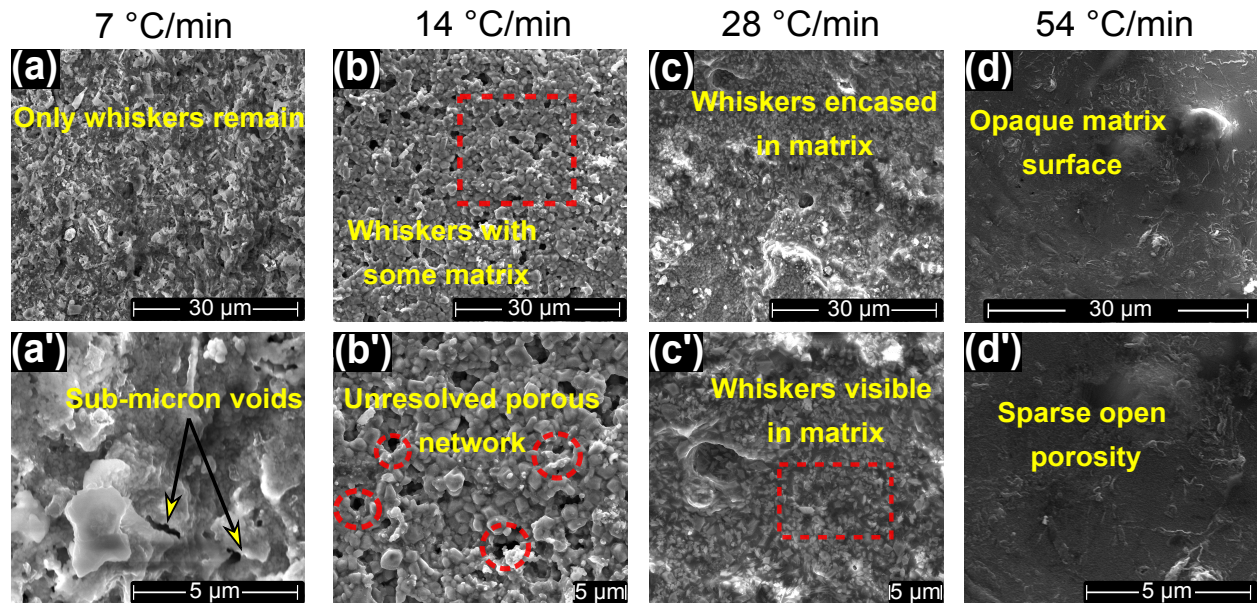 7 °C/min
14 °C/min
28 °C/min
54 °C/min
(a)
Only whiskers remain
30 µm
(b)
Whiskers with
some matrix
30 µm
(c)
Whiskers encased
in matrix
30 µm
(d)
Opaque matrix
surface
30 µm
(a')
Sub-micron voids
5 µm
(b')
Unresolved porous
network
5 µm
(c')
Whiskers visible
in matrix
5 µm
(d')
Sparse open
porosity
5 µm